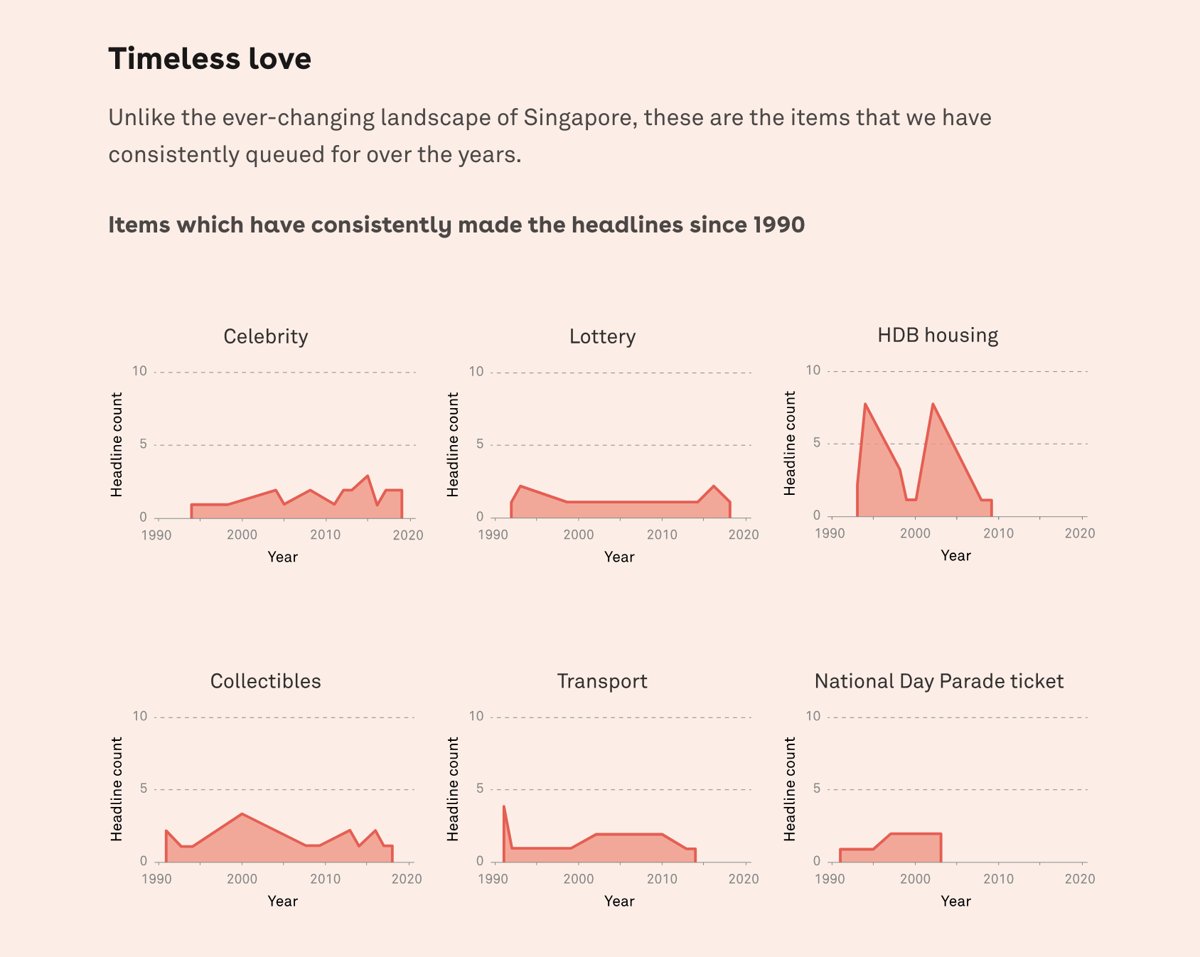 Timeless love
Unlike the ever-changing landscape of Singapore, these are the items that we have
consistently queued for over the years.
Items which have consistently made the headlines since 1990
Celebrity
10
5
0
Headline count
1990 2000 2010 2020
Year
Lottery
10
5
0
Headline count
1990 2000 2010 2020
Year
HDB housing
10
5
0
Headline count
1990 2000 2010 2020
Year
Collectibles
10
5
0
Headline count
1990 2000 2010 2020
Year
Transport
10
5
0
Headline count
1990 2000 2010 2020
Year
National Day Parade ticket
10
5
0
Headline count
1990 2000 2010 2020
Year